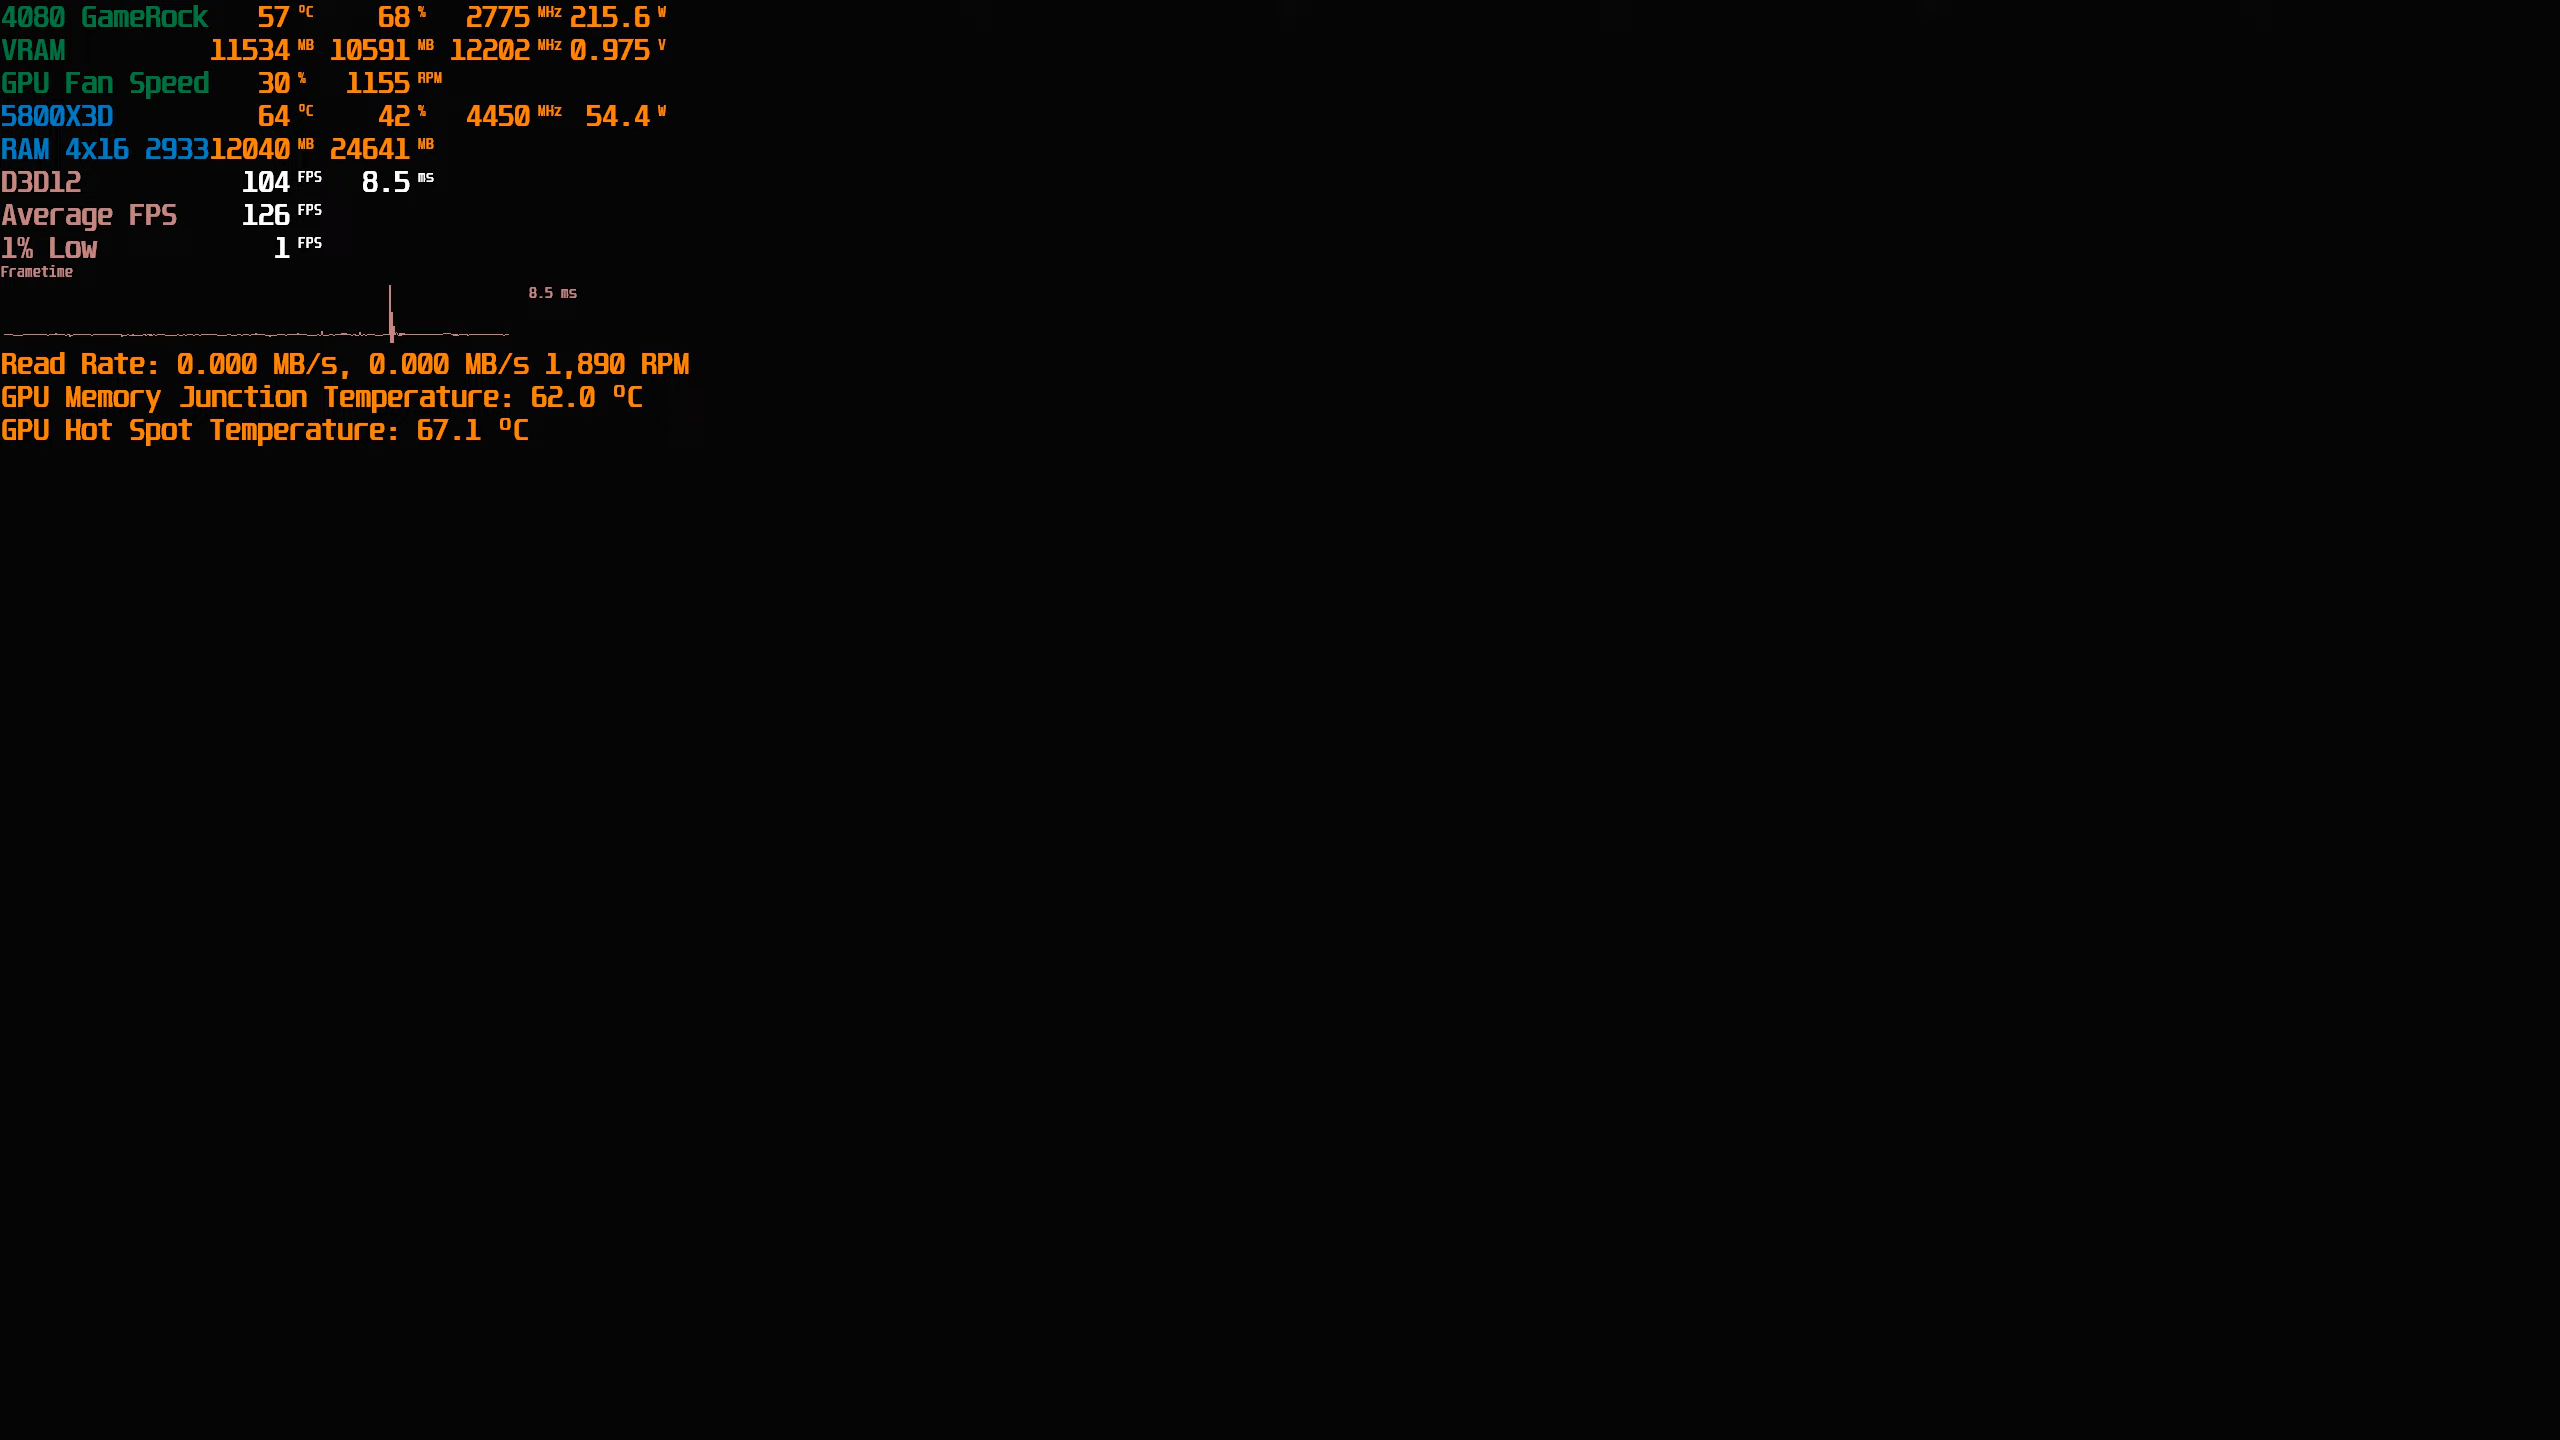 4080 GameRock 57 °C 68 % 2775 MHz 215.6 W
VRAM 11534 MB 10591 MB 12202 MHz 0.975 V
GPU Fan Speed 30 % 1155 RPM
5800X3D 64 °C 42 % 4450 MHz 54.4 W
RAM 4x16 2933 12040 MB 24641 MB
D3D12 104 FPS 8.5 ms
Average FPS 126 FPS
1% Low 1 FPS
Frametime
8.5 ms
Read Rate: 0.000 MB/s, 0.000 MB/s 1,890 RPM
GPU Memory Junction Temperature: 62.0 °C
GPU Hot Spot Temperature: 67.1 °C